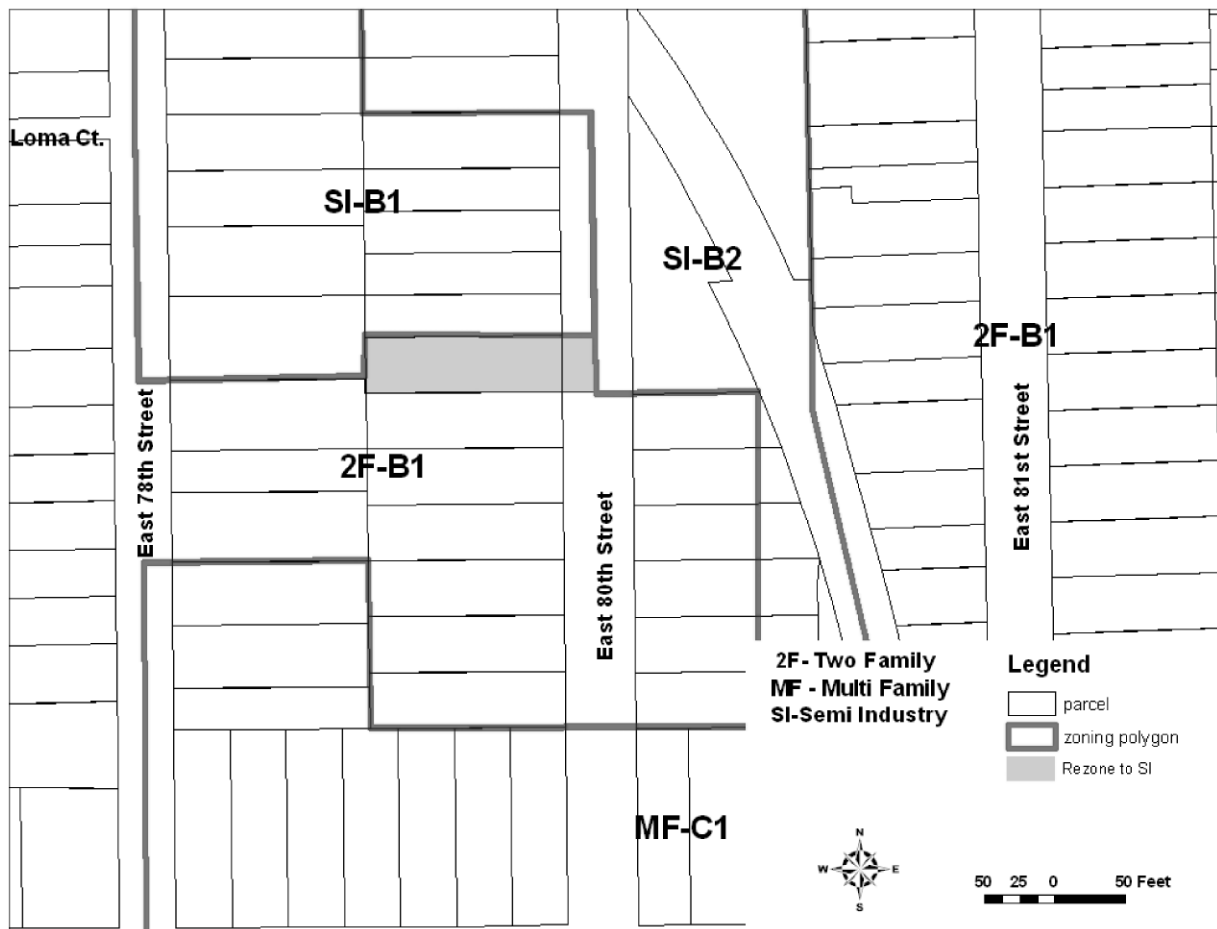 Loma Ct.
SI-B1
SI-B2
2F-B1
2F-B1
East 78th Street
East 80th Street
East 81st Street
MF-C1
2F- Two Family
MF - Multi Family
SI-Semi Industry
Legend
parcel
zoning polygon
Rezone to SI
N
W E
S
50 25 0 50 Feet